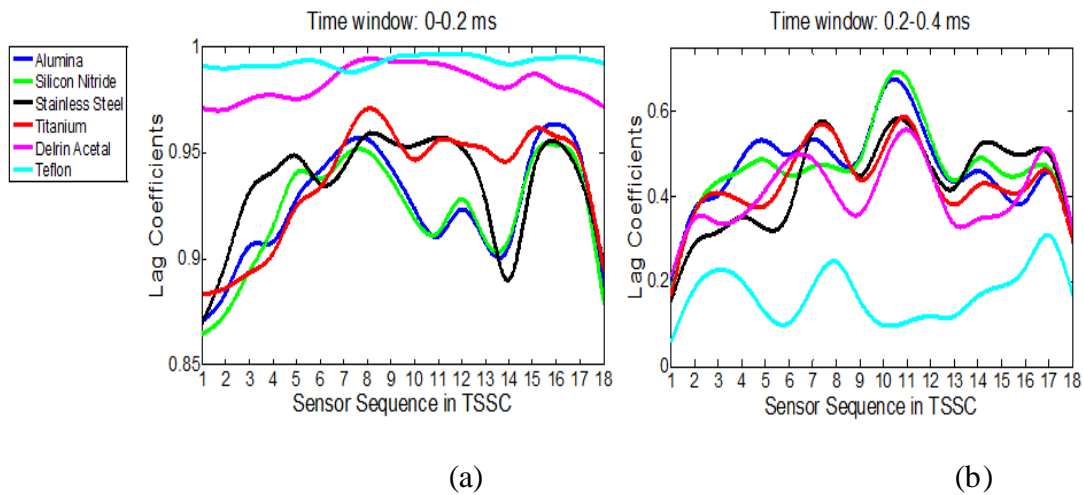 Time window: 0-0.2 ms
Time window: 0.2-0.4 ms
Alumina
Silicon Nitride
Stainless Steel
Titanium
Delrin Acetal
Teflon
Lag Coefficients
1
0.95
0.9
0.85
1 2 3 4 5 6 7 8 9 10 11 12 13 14 15 16 17 18
Sensor Sequence in TSSC
Lag Coefficients
0.6
0.4
0.2
0
1 2 3 4 5 6 7 8 9 10 11 12 13 14 15 16 17 18
Sensor Sequence in TSSC
(a)
(b)